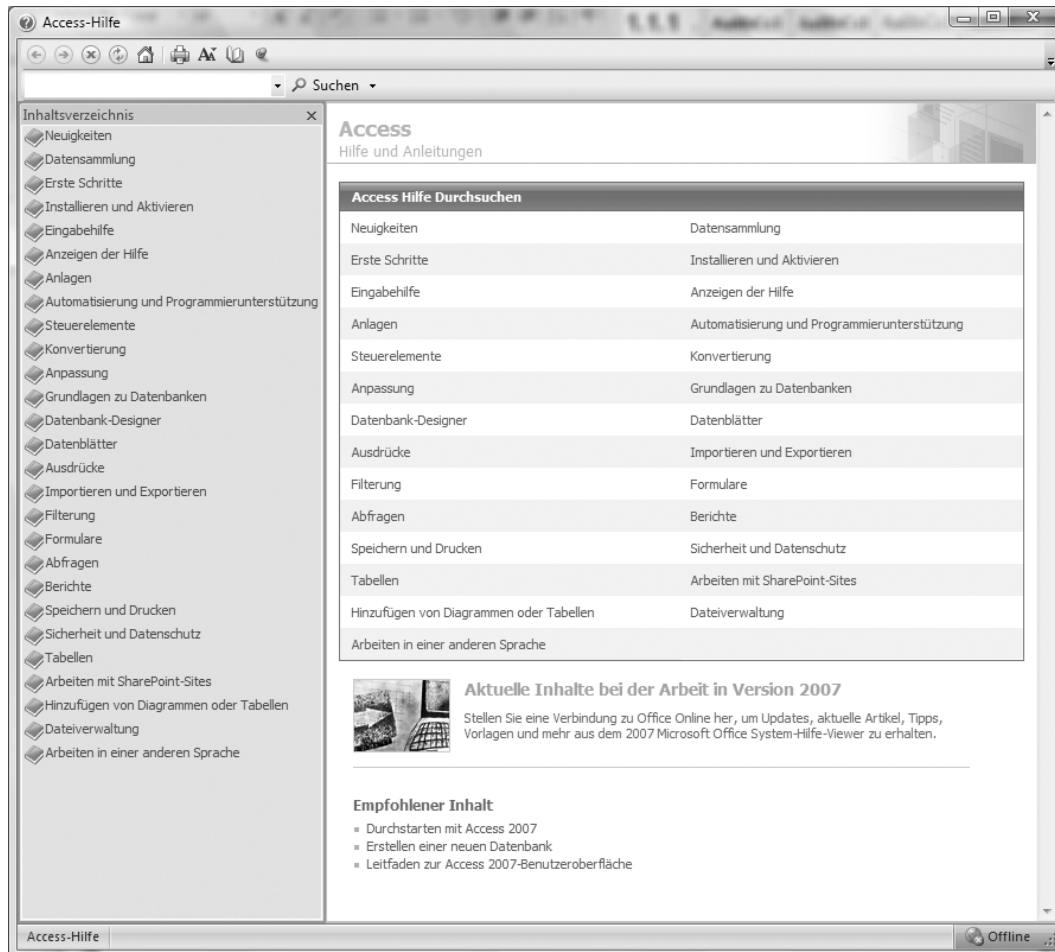 Access-Hilfe
Suchen
Inhaltsverzeichnis
Neuigkeiten
Datensammlung
Erste Schritte
Installieren und Aktivieren
Eingabehilfe
Anzeigen der Hilfe
Anlagen
Automatisierung und Programmierunterstützung
Steuerelemente
Konvertierung
Anpassung
Grundlagen zu Datenbanken
Datenbank-Designer
Datenblätter
Ausdrücke
Importieren und Exportieren
Filterung
Formulare
Abfragen
Berichte
Speichern und Drucken
Sicherheit und Datenschutz
Tabellen
Arbeiten mit SharePoint-Sites
Hinzufügen von Diagrammen oder Tabellen
Dateiverwaltung
Arbeiten in einer anderen Sprache
Access
Hilfe und Anleitungen
Access Hilfe Durchsuchen
Neuigkeiten Datensammlung
Erste Schritte Installieren und Aktivieren
Eingabehilfe Anzeigen der Hilfe
Anlagen Automatisierung und Programmierunterstützung
Steuerelemente Konvertierung
Anpassung Grundlagen zu Datenbanken
Datenbank-Designer Datenblätter
Ausdrücke Importieren und Exportieren
Filterung Formulare
Abfragen Berichte
Speichern und Drucken Sicherheit und Datenschutz
Tabellen Arbeiten mit SharePoint-Sites
Hinzufügen von Diagrammen oder Tabellen Dateiverwaltung
Arbeiten in einer anderen Sprache
Aktuelle Inhalte bei der Arbeit in Version 2007
Stellen Sie eine Verbindung zu Office Online her, um Updates, aktuelle Artikel, Tipps,
Vorlagen und mehr aus dem 2007 Microsoft Office System-Hilfe-Viewer zu erhalten.
Empfohlener Inhalt
Durchstarten mit Access 2007
Erstellen einer neuen Datenbank
Leitfaden zur Access 2007-Benutzeroberfläche
Access-Hilfe
Offline